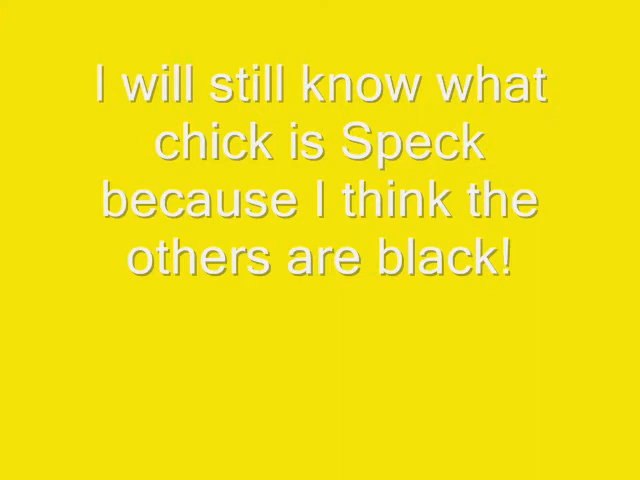 I will still know what
chick is Speck
because I think the
others are black!